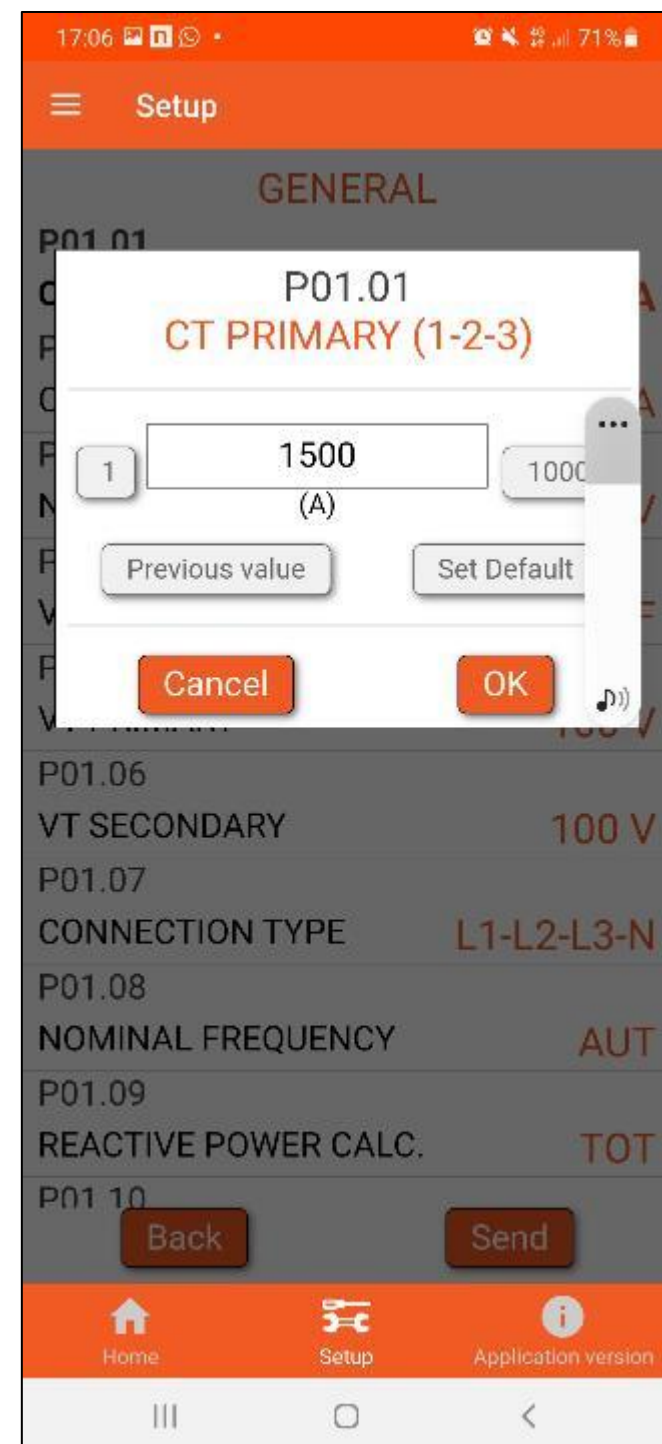 17:06 71%
Setup
GENERAL
P01.01
P01.01
CT PRIMARY (1-2-3)
1 1500
(A)
Previous value Set Default
Cancel OK
100 V
P01.06
VT SECONDARY 100 V
P01.07
CONNECTION TYPE L1-L2-L3-N
P01.08
NOMINAL FREQUENCY AUT
P01.09
REACTIVE POWER CALC. TOT
P01.10
Back Send
Home Setup Application version